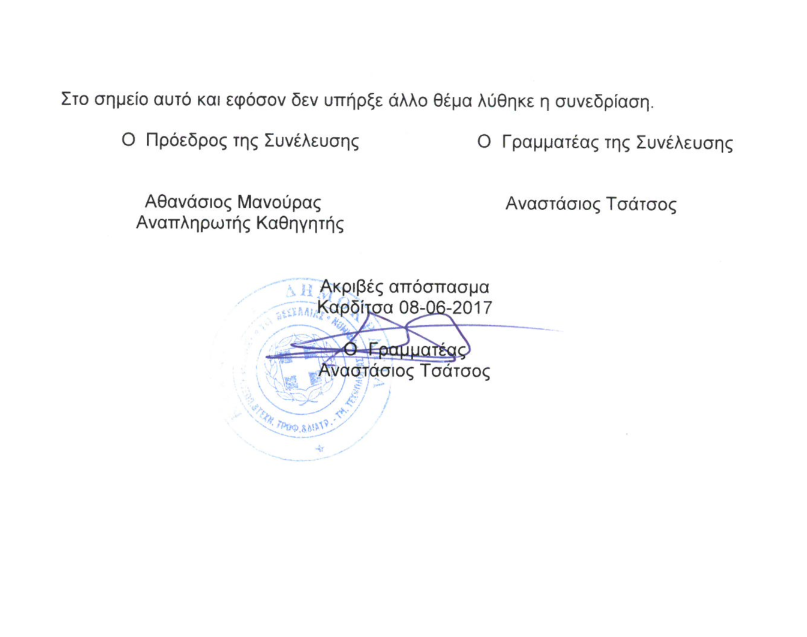 Στο σημείο αυτό και εφόσον δεν υπήρξε άλλο θέμα λύθηκε η συνεδρίαση.
Ο Πρόεδρος της Συνέλευσης
Ο Γραμματέας της Συνέλευσης
Αθανάσιος Μανούρας
Αναπληρωτής Καθηγητής
Αναστάσιος Τσάτσος
Ακριβές απόσπασμα
Καρδίτσα 08-06-2017
Ο Γραμματέας
Αναστάσιος Τσάτσος